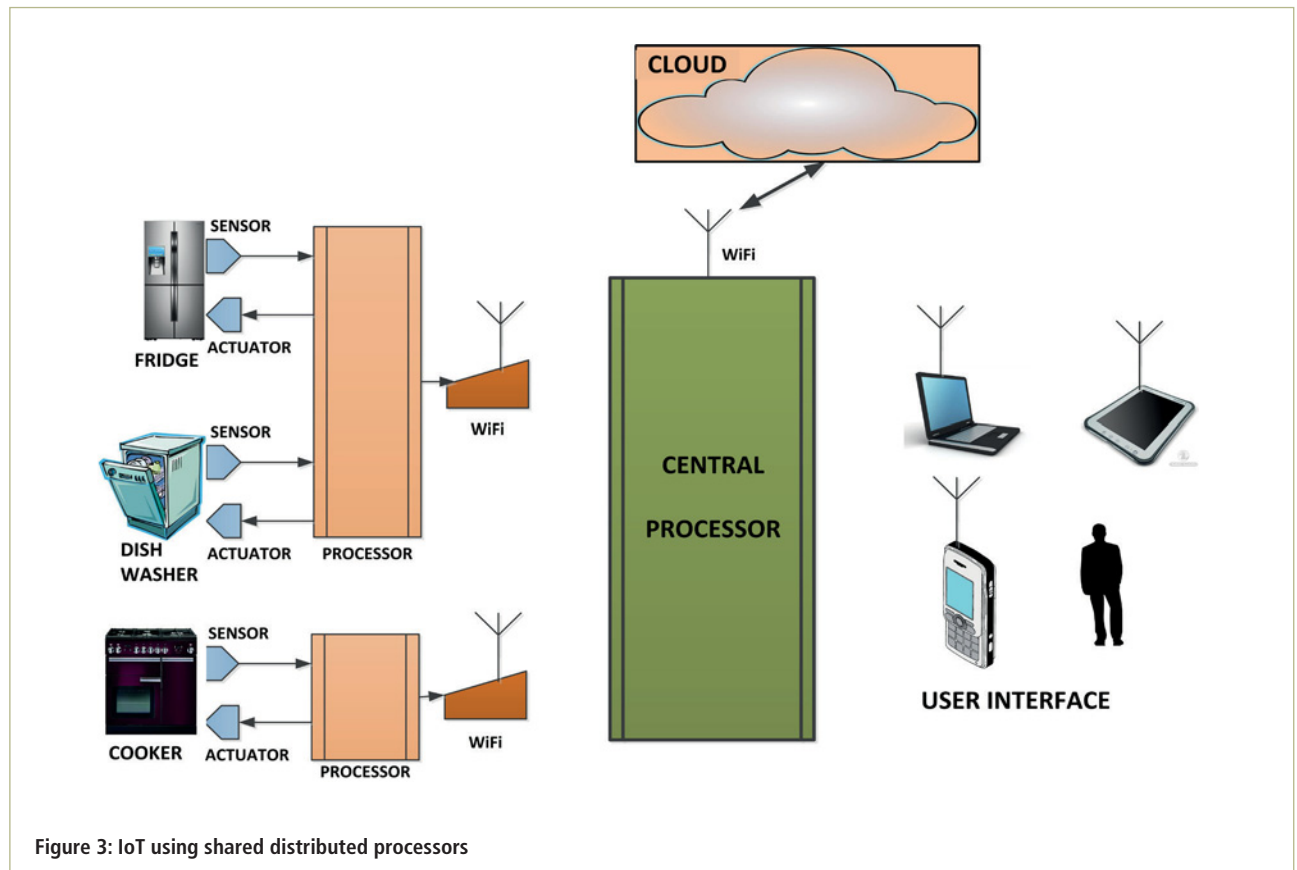 CLOUD
WiFi
SENSOR
ACTUATOR
FRIDGE
WiFi
SENSOR
ACTUATOR
DISH
WASHER
PROCESSOR
CENTRAL
PROCESSOR
SENSOR
ACTUATOR
COOKER
PROCESSOR
WiFi
USER INTERFACE
Figure 3: IoT using shared distributed processors